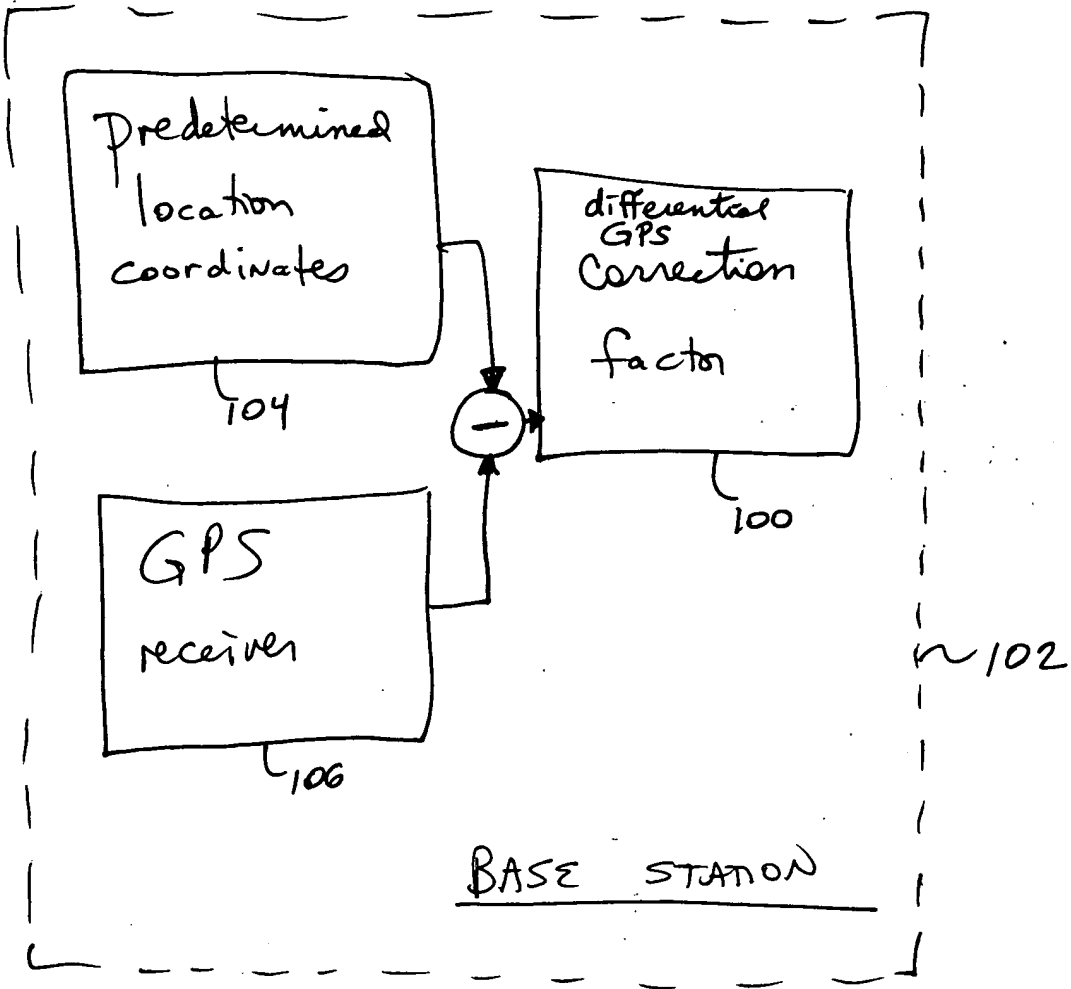 Predetermined
location
coordinates
104
differential
GPS
Correction
factor
100
GPS
receiver
106
102
BASE STATION